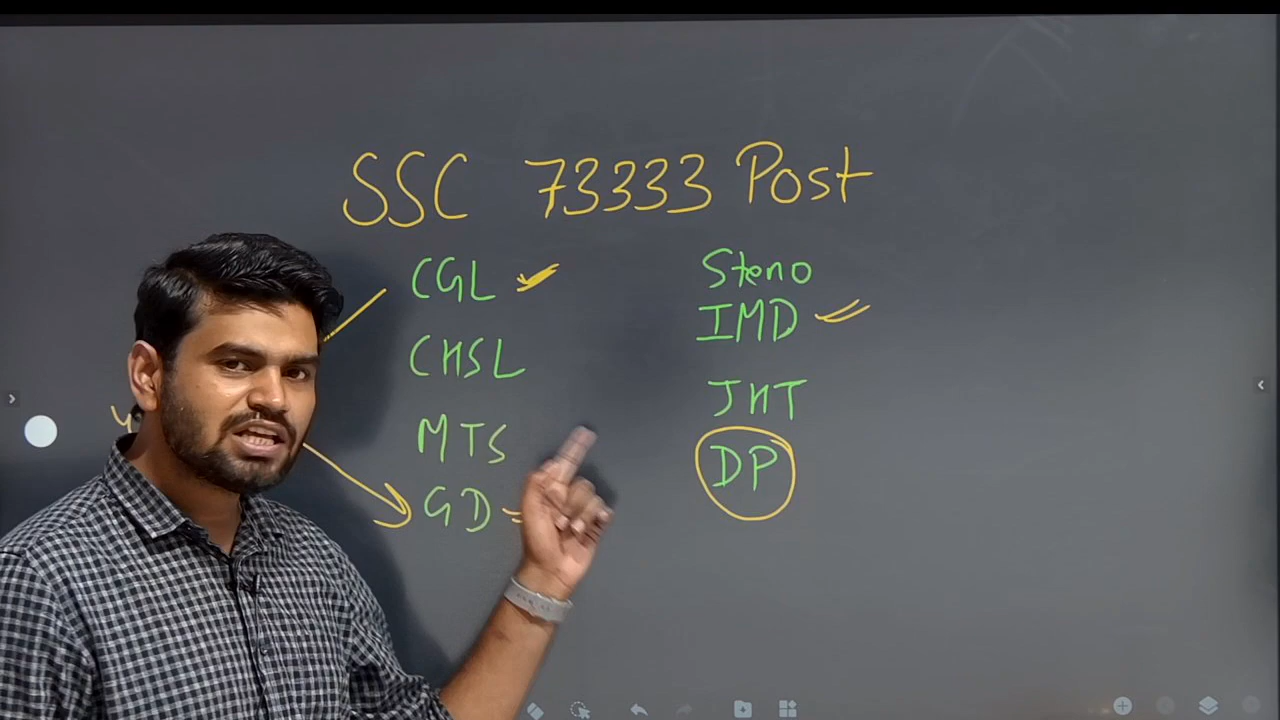 SSC 73333 Post
CGL
CHSL
MTS
GD
Steno
IMD
JHT
DP